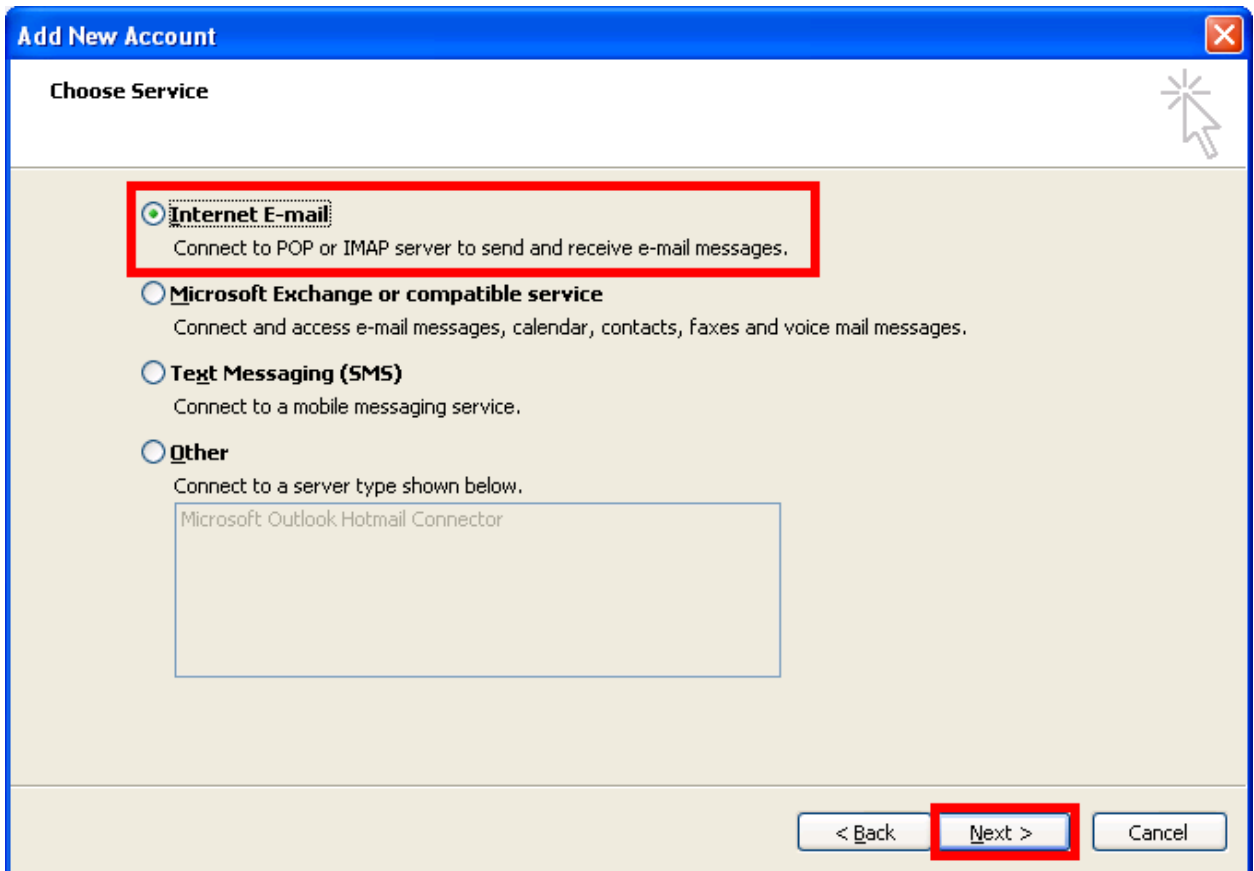 Add New Account
Choose Service
Internet E-mail
Connect to POP or IMAP server to send and receive e-mail messages.
Microsoft Exchange or compatible service
Connect and access e-mail messages, calendar, contacts, faxes and voice mail messages.
Text Messaging (SMS)
Connect to a mobile messaging service.
Other
Connect to a server type shown below.
Microsoft Outlook Hotmail Connector
< Back Next > Cancel